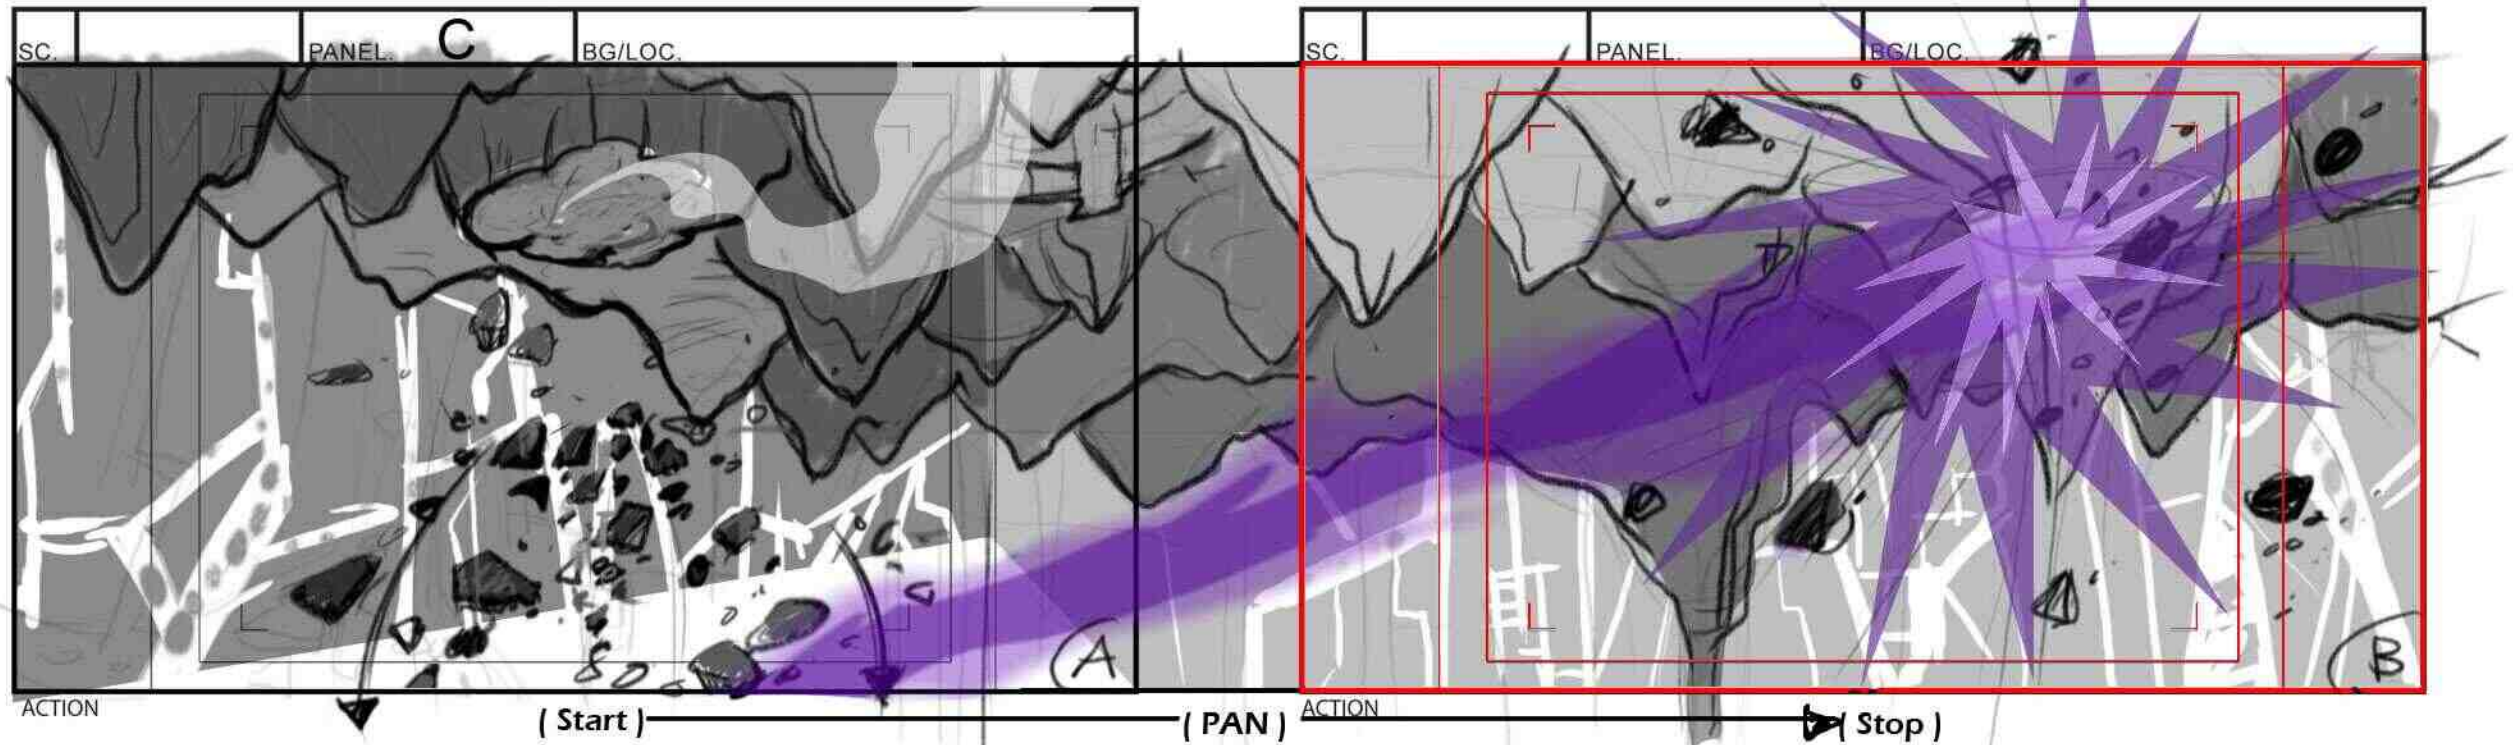 SC. PANEL. C BG/LOC.
SC. PANEL. BG/LOC.
A
B
ACTION
( Start ) ( PAN ) ACTION ( Stop )